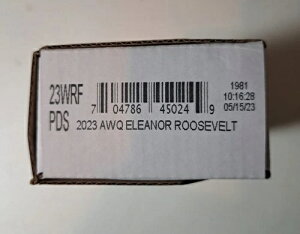 23WRF
PDS
7 04786 45024 9
2023 AWQ ELEANOR ROOSEVELT
1981
10:16:28
05/15/23